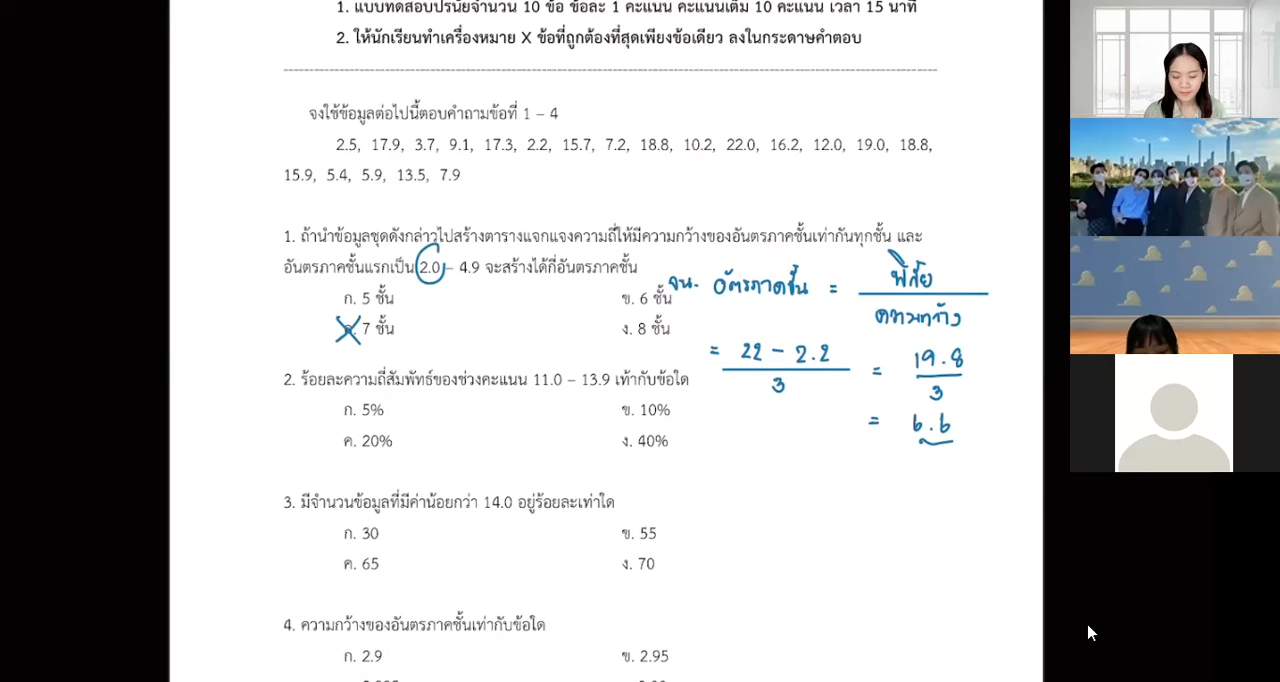 1. แบบทดสอบปรนัยจำนวน 10 ข้อ ข้อละ 1 คะแนน คะแนนเต็ม 10 คะแนน เวลา 15 นาที
2. ให้นักเรียนทำเครื่องหมาย X ข้อที่ถูกต้องที่สุดเพียงข้อเดียว ลงในกระดาษคำตอบ
จงใช้ข้อมูลต่อไปนี้ตอบคำถามข้อที่ 1 – 4
2.5, 17.9, 3.7, 9.1, 17.3, 2.2, 15.7, 7.2, 18.8, 10.2, 22.0, 16.2, 12.0, 19.0, 18.8,
15.9, 5.4, 5.9, 13.5, 7.9
1. ถ้านำข้อมูลชุดดังกล่าวไปสร้างตารางแจกแจงความถี่ให้มีความกว้างของอันตรภาคชั้นเท่ากันทุกชั้น และ
อันตรภาคชั้นแรกเป็น 2.0 – 4.9 จะสร้างได้กี่อันตรภาคชั้น
ก. 5 ชั้น ข. 6 ชั้น
7 ชั้น ง. 8 ชั้น
จน. อัตรภาคชั้น = พิสัย
ความกว้าง
= 22 - 2.2 = 19.8
3 3
= 6.6
2. ร้อยละความถี่สัมพัทธ์ของช่วงคะแนน 11.0 – 13.9 เท้ากับข้อใด
ก. 5% ข. 10%
ค. 20% ง. 40%
3. มีจำนวนข้อมูลที่มีค่าน้อยกว่า 14.0 อยู่ร้อยละเท่าใด
ก. 30 ข. 55
ค. 65 ง. 70
4. ความกว้างของอันตรภาคชั้นเท่ากับข้อใด
ก. 2.9 ข. 2.95